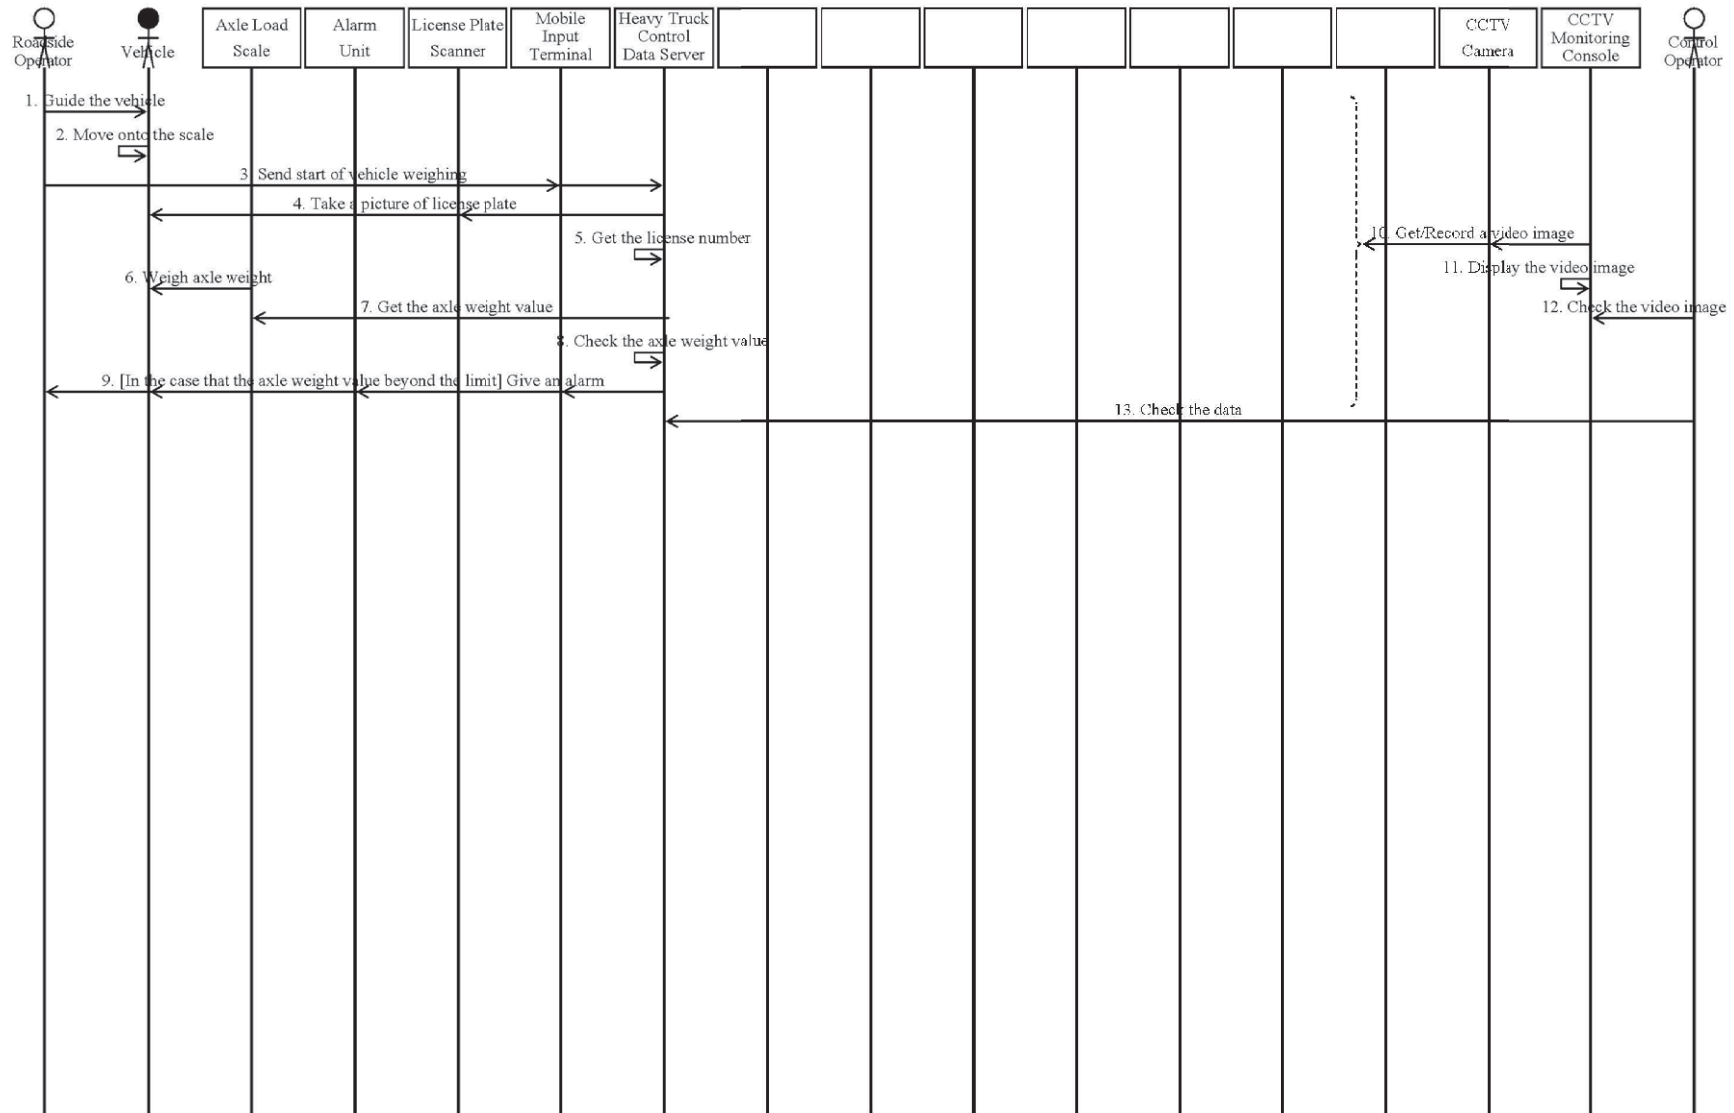 Roadside
Operator
Vehicle
Axle Load
Scale
Alarm
Unit
License Plate
Scanner
Mobile
Input
Terminal
Heavy Truck
Control
Data Server
CCTV
Camera
CCTV
Monitoring
Console
Control
Operator
1. Guide the vehicle
2. Move onto the scale
3. Send start of vehicle weighing
4. Take a picture of license plate
5. Get the license number
6. Weigh axle weight
7. Get the axle weight value
8. Check the axle weight value
9. [In the case that the axle weight value beyond the limit] Give an alarm
10. Get/Record a video image
11. Display the video image
12. Check the video image
13. Check the data